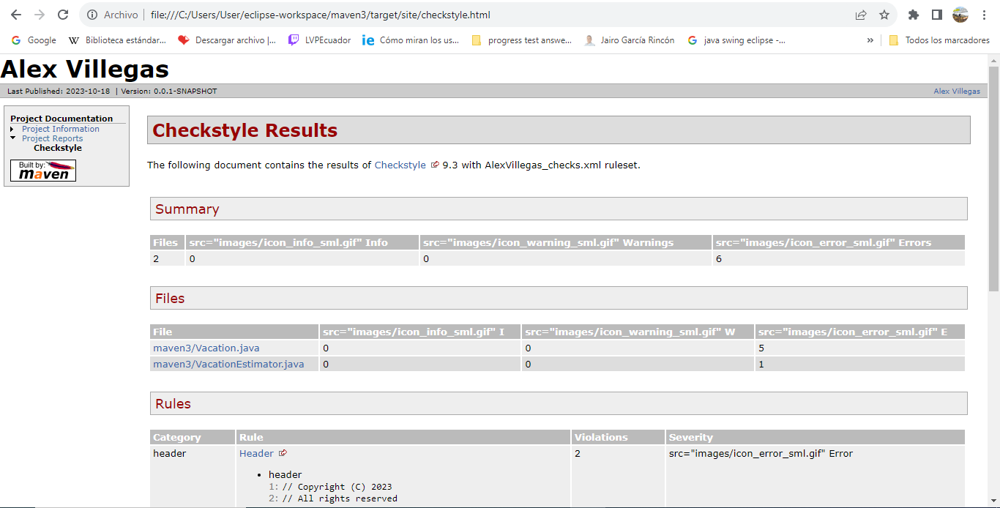 Archivo file:///C:/Users/User/eclipse-workspace/maven3/target/site/checkstyle.html
Google Biblioteca estándar... Descargar archivo |... LVPEcuador Cómo miran los us... progress test answe... Jairo García Rincón java swing eclipse -... » Todos los marcadores
Alex Villegas
Last Published: 2023-10-18 | Version: 0.0.1-SNAPSHOT Alex Villegas
Project Documentation
Project Information
Project Reports
Checkstyle
Built by:
maven
Checkstyle Results
The following document contains the results of Checkstyle 9.3 with AlexVillegas_checks.xml ruleset.
Summary
Files src="images/icon_info_sml.gif" Info src="images/icon_warning_sml.gif" Warnings src="images/icon_error_sml.gif" Errors
2 0 0 6
Files
File src="images/icon_info_sml.gif" I src="images/icon_warning_sml.gif" W src="images/icon_error_sml.gif" E
maven3/Vacation.java 0 0 5
maven3/VacationEstimator.java 0 0 1
Rules
Category Rule Violations Severity
header Header 2 src="images/icon_error_sml.gif" Error
• header
1: // Copyright (C) 2023
2: // All rights reserved